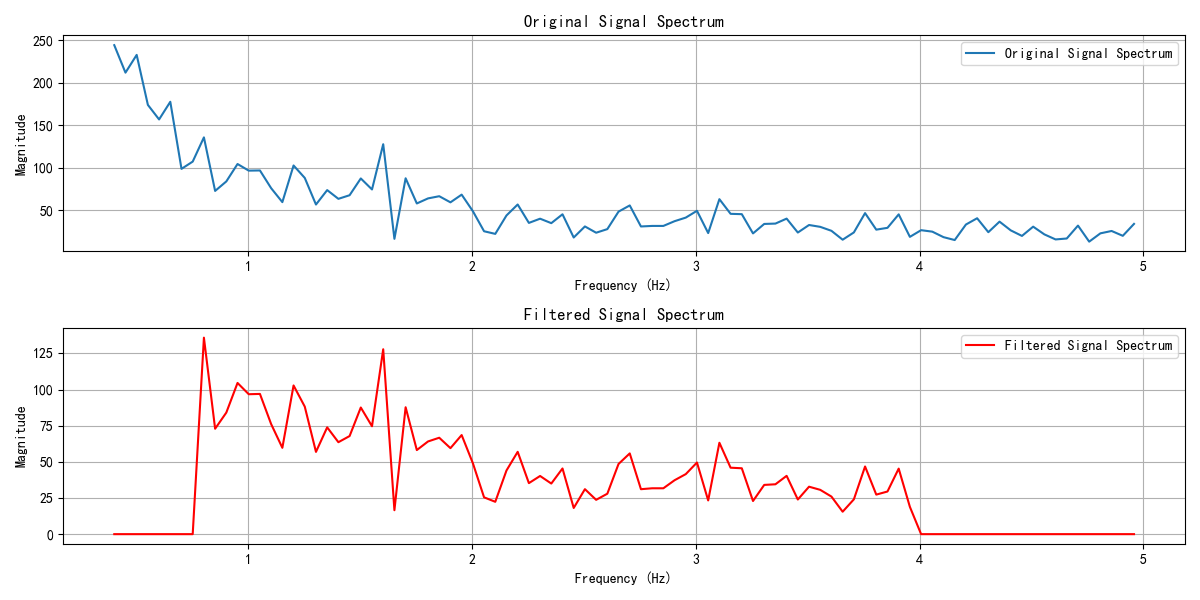 Original Signal Spectrum
250
200
150
100
50
Magnitude
Original Signal Spectrum
1 2 3 4 5
Frequency (Hz)
Filtered Signal Spectrum
125
100
75
50
25
0
Magnitude
Filtered Signal Spectrum
1 2 3 4 5
Frequency (Hz)